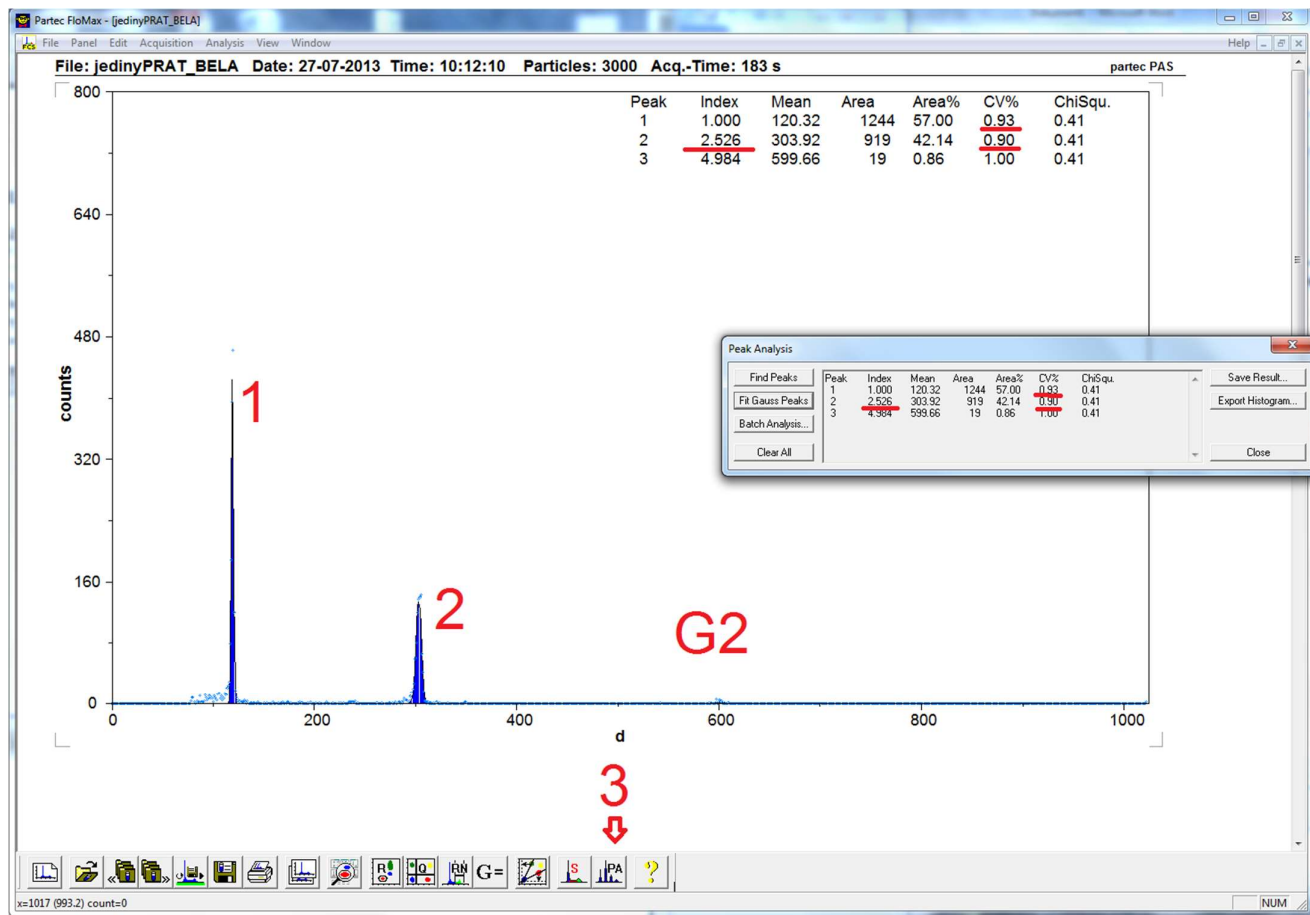 Partec FloMax - [jedinyPRAT_BELA]
File Panel Edit Acquisition Analysis View Window Help
File: jedinyPRAT_BELA Date: 27-07-2013 Time: 10:12:10 Particles: 3000 Acq.-Time: 183 s partec PAS
Peak Index Mean Area Area% CV% ChiSqu.
1 1.000 120.32 1244 57.00 0.93 0.41
2 2.526 303.92 919 42.14 0.90 0.41
3 4.984 599.66 19 0.86 1.00 0.41
800
640
480
320
160
0
counts
1
2
G2
0 200 400 600 800 1000
d
Peak Analysis
Find Peaks
Fit Gauss Peaks
Batch Analysis...
Clear All
Peak Index Mean Area Area% CV% ChiSqu.
1 1.000 120.32 1244 57.00 0.93 0.41
2 2.526 303.92 919 42.14 0.90 0.41
3 4.984 599.66 19 0.86 1.00 0.41
Save Result...
Export Histogram...
Close
3
FCS
R Q RN G= S PA ?
x=1017 (993.2) count=0 NUM